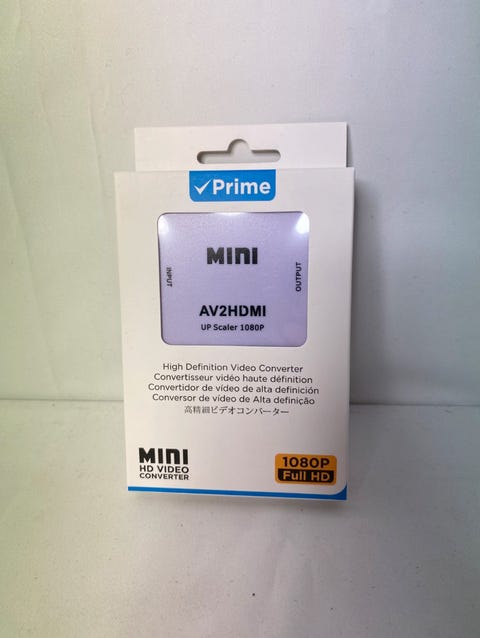 Prime
MINI
INPUT
OUTPUT
AV2HDMI
UP Scaler 1080P
High Definition Video Converter
Convertisseur vidéo haute définition
Convertidor de vídeo de alta definición
Conversor de vídeo de Alta definição
高精細ビデオコンバーター
MINI
HD VIDEO
CONVERTER
1080P
Full HD